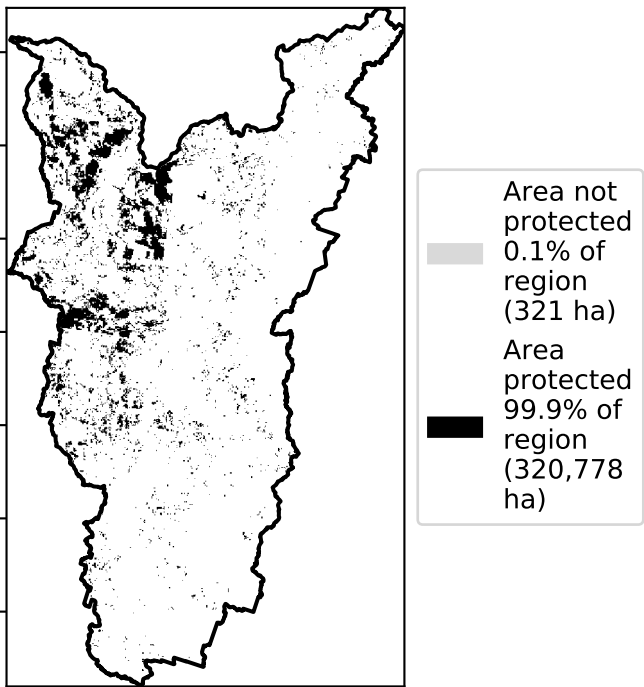 Area not
protected
0.1% of
region
(321 ha)
Area
protected
99.9% of
region
(320,778
ha)